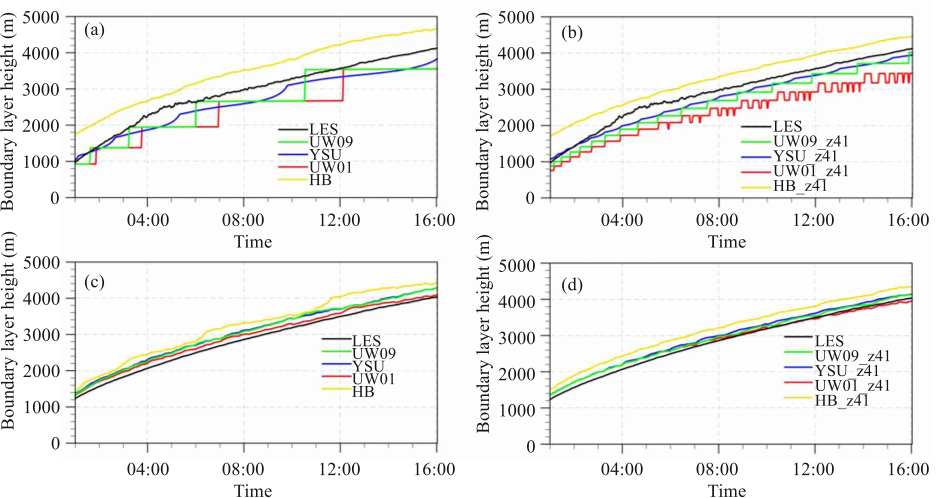 5000
4000
3000
2000
1000
0
Boundary layer height (m)
(a)
LES
UW09
YSU
UW01
HB
04:00 08:00 12:00 16:00
Time
5000
4000
3000
2000
1000
0
Boundary layer height (m)
(b)
LES
UW09_z41
YSU_z41
UW01_z41
HB_z41
04:00 08:00 12:00 16:00
Time
5000
4000
3000
2000
1000
0
Boundary layer height (m)
(c)
LES
UW09
YSU
UW01
HB
04:00 08:00 12:00 16:00
Time
5000
4000
3000
2000
1000
0
Boundary layer height (m)
(d)
LES
UW09_z41
YSU_z41
UW01_z41
HB_z41
04:00 08:00 12:00 16:00
Time